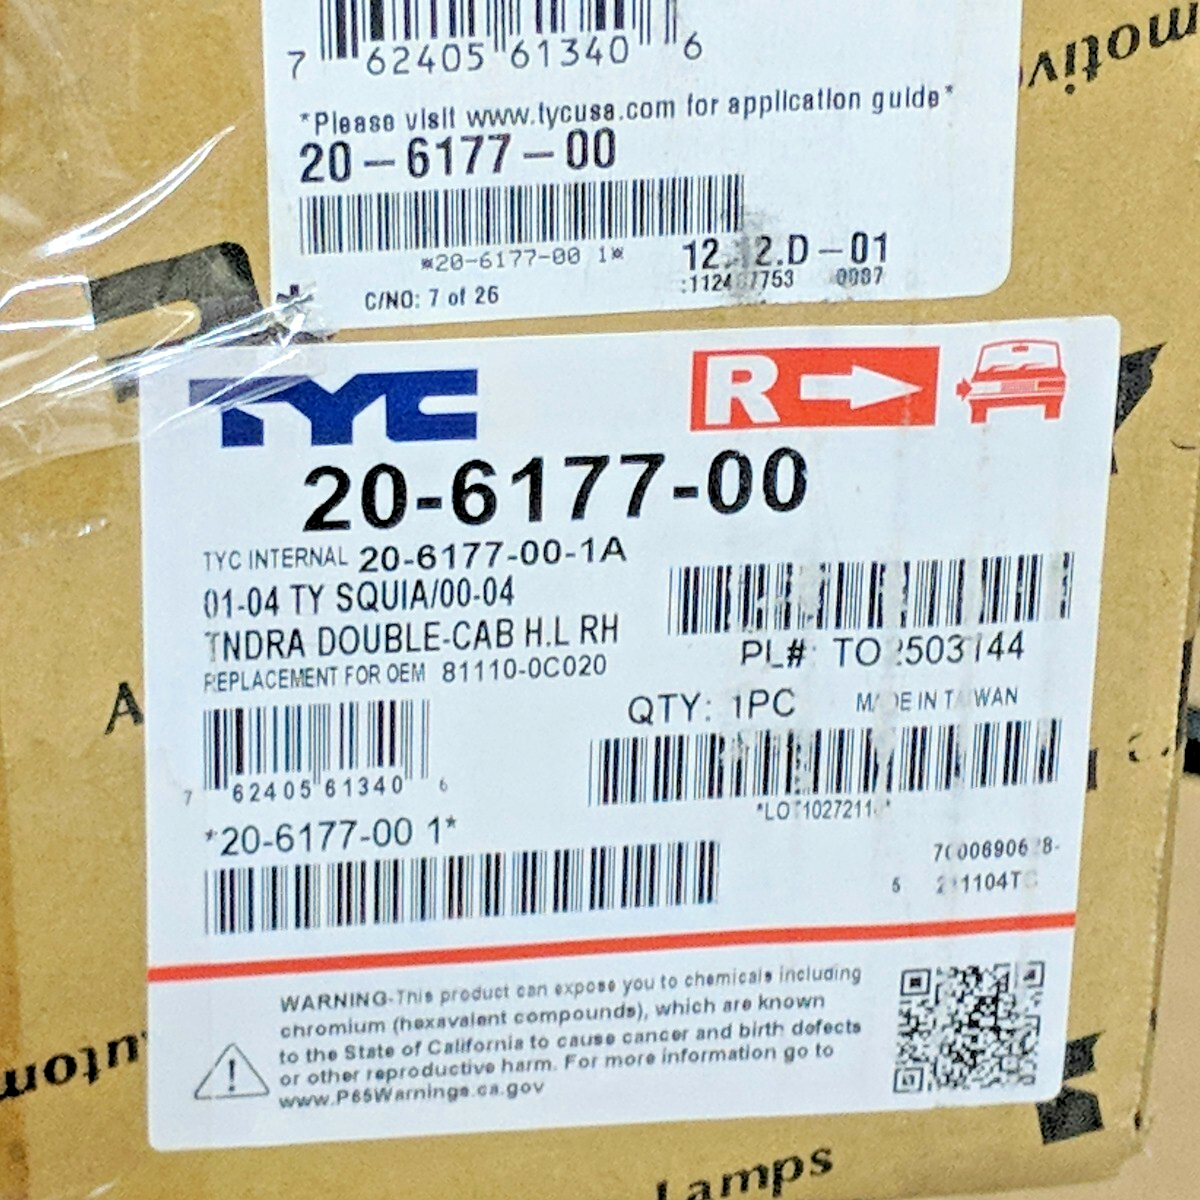 7 62405 61340 6
*Please visit www.tycusa.com for application guide*
20-6177-00
*20-6177-00 1*
C/NO: 7 of 26
TYC
R
20-6177-00
TYC INTERNAL 20-6177-00-1A
01-04 TY SQUIA/00-04
TNDRA DOUBLE-CAB H.L RH
REPLACEMENT FOR OEM 81110-0C020
PL#
QTY: 1PC MADE IN TAIWAN
7 62405 61340 6
*20-6177-00 1*
WARNING-This product can expose you to chemicals including
chromium (hexavalent compounds), which are known
to the State of California to cause cancer and birth defects
or other reproductive harm. For more information go to
www.P65Warnings.ca.gov
Lamps